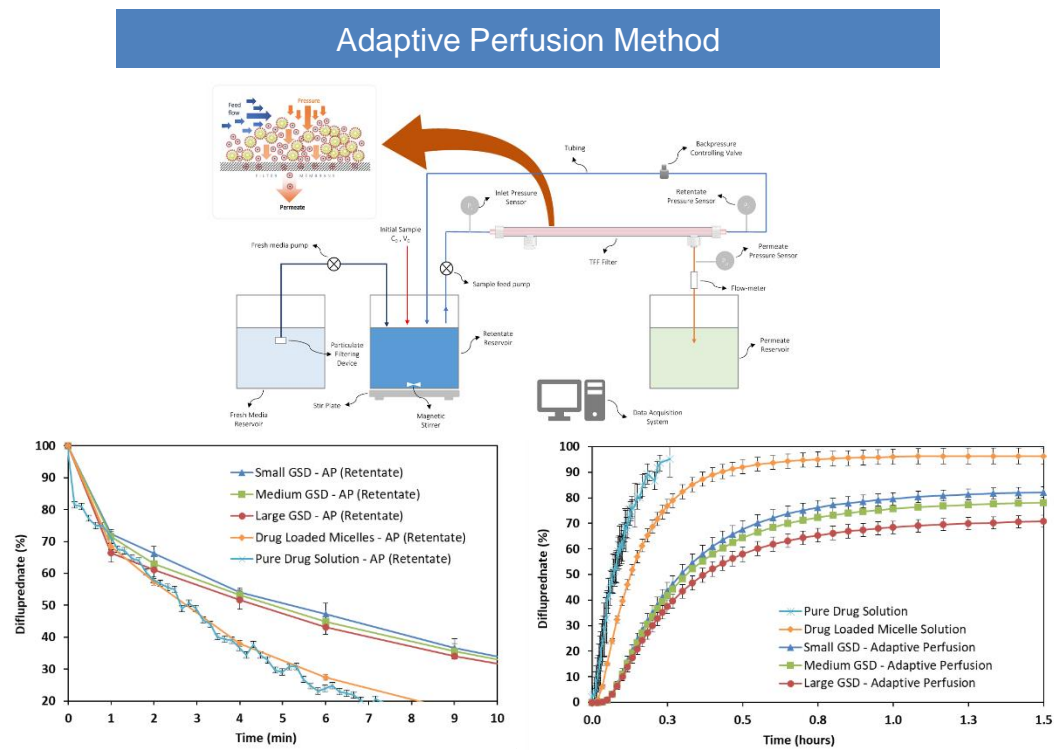 Adaptive Perfusion Method
Feed
flow
Pressure
FILTER MEMBRANE
Permeate
Tubing
Backpressure
Controlling Valve
Inlet Pressure
Sensor
Retentate
Pressure Sensor
Initial Sample
C₀, V₀
Fresh media pump
Sample feed pump
TFF Filter
Permeate
Pressure Sensor
Flow-meter
Particulate
Filtering
Device
Retentate
Reservoir
Permeate
Reservoir
Fresh Media
Reservoir
Stir Plate
Magnetic
Stirrer
Data Acquisition
System
Difluprednate (%)
100
90
80
70
60
50
40
30
20
0 1 2 3 4 5 6 7 8 9 10
Time (min)
Small GSD - AP (Retentate)
Medium GSD - AP (Retentate)
Large GSD - AP (Retentate)
Drug Loaded Micelles - AP (Retentate)
Pure Drug Solution - AP (Retentate)
Difluprednate (%)
100
90
80
70
60
50
40
30
20
10
0
0.0 0.3 0.5 0.8 1.0 1.3 1.5
Time (hours)
Pure Drug Solution
Drug Loaded Micelle Solution
Small GSD - Adaptive Perfusion
Medium GSD - Adaptive Perfusion
Large GSD - Adaptive Perfusion